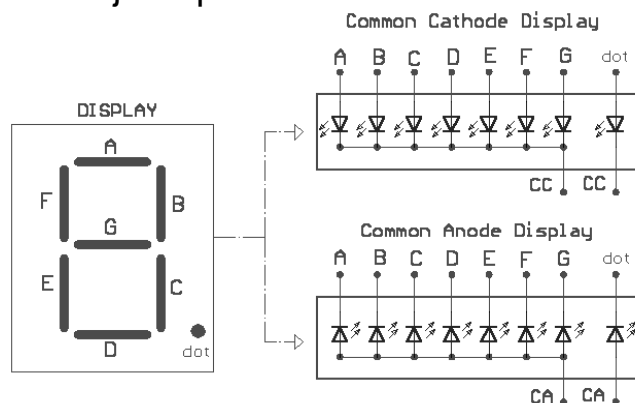 Common Cathode Display
A B C D E F G dot
CC CC
DISPLAY
A
F
B
G
E
C
D
dot
Common Anode Display
A B C D E F G dot
CA CA